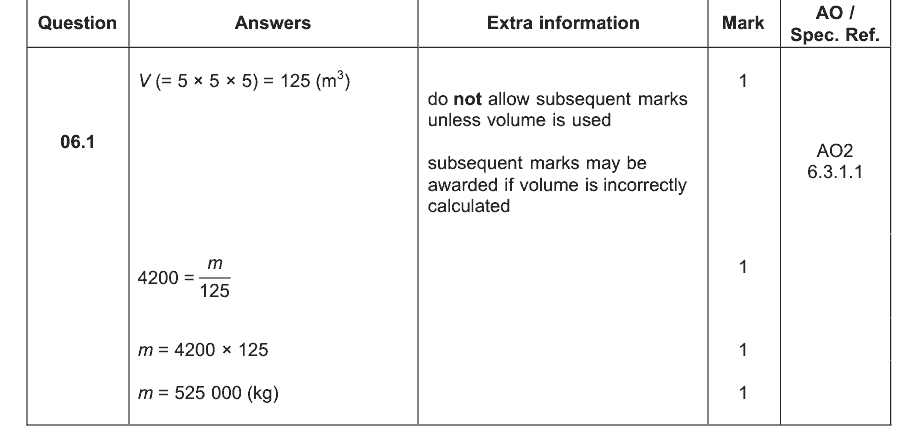 Question Answers Extra information Mark AO /
Spec. Ref.
V (= 5 × 5 × 5) = 125 (m³) 1
do not allow subsequent marks
unless volume is used
06.1
AO2
6.3.1.1
subsequent marks may be
awarded if volume is incorrectly
calculated
4200 = m/125 1
m = 4200 × 125 1
m = 525 000 (kg) 1